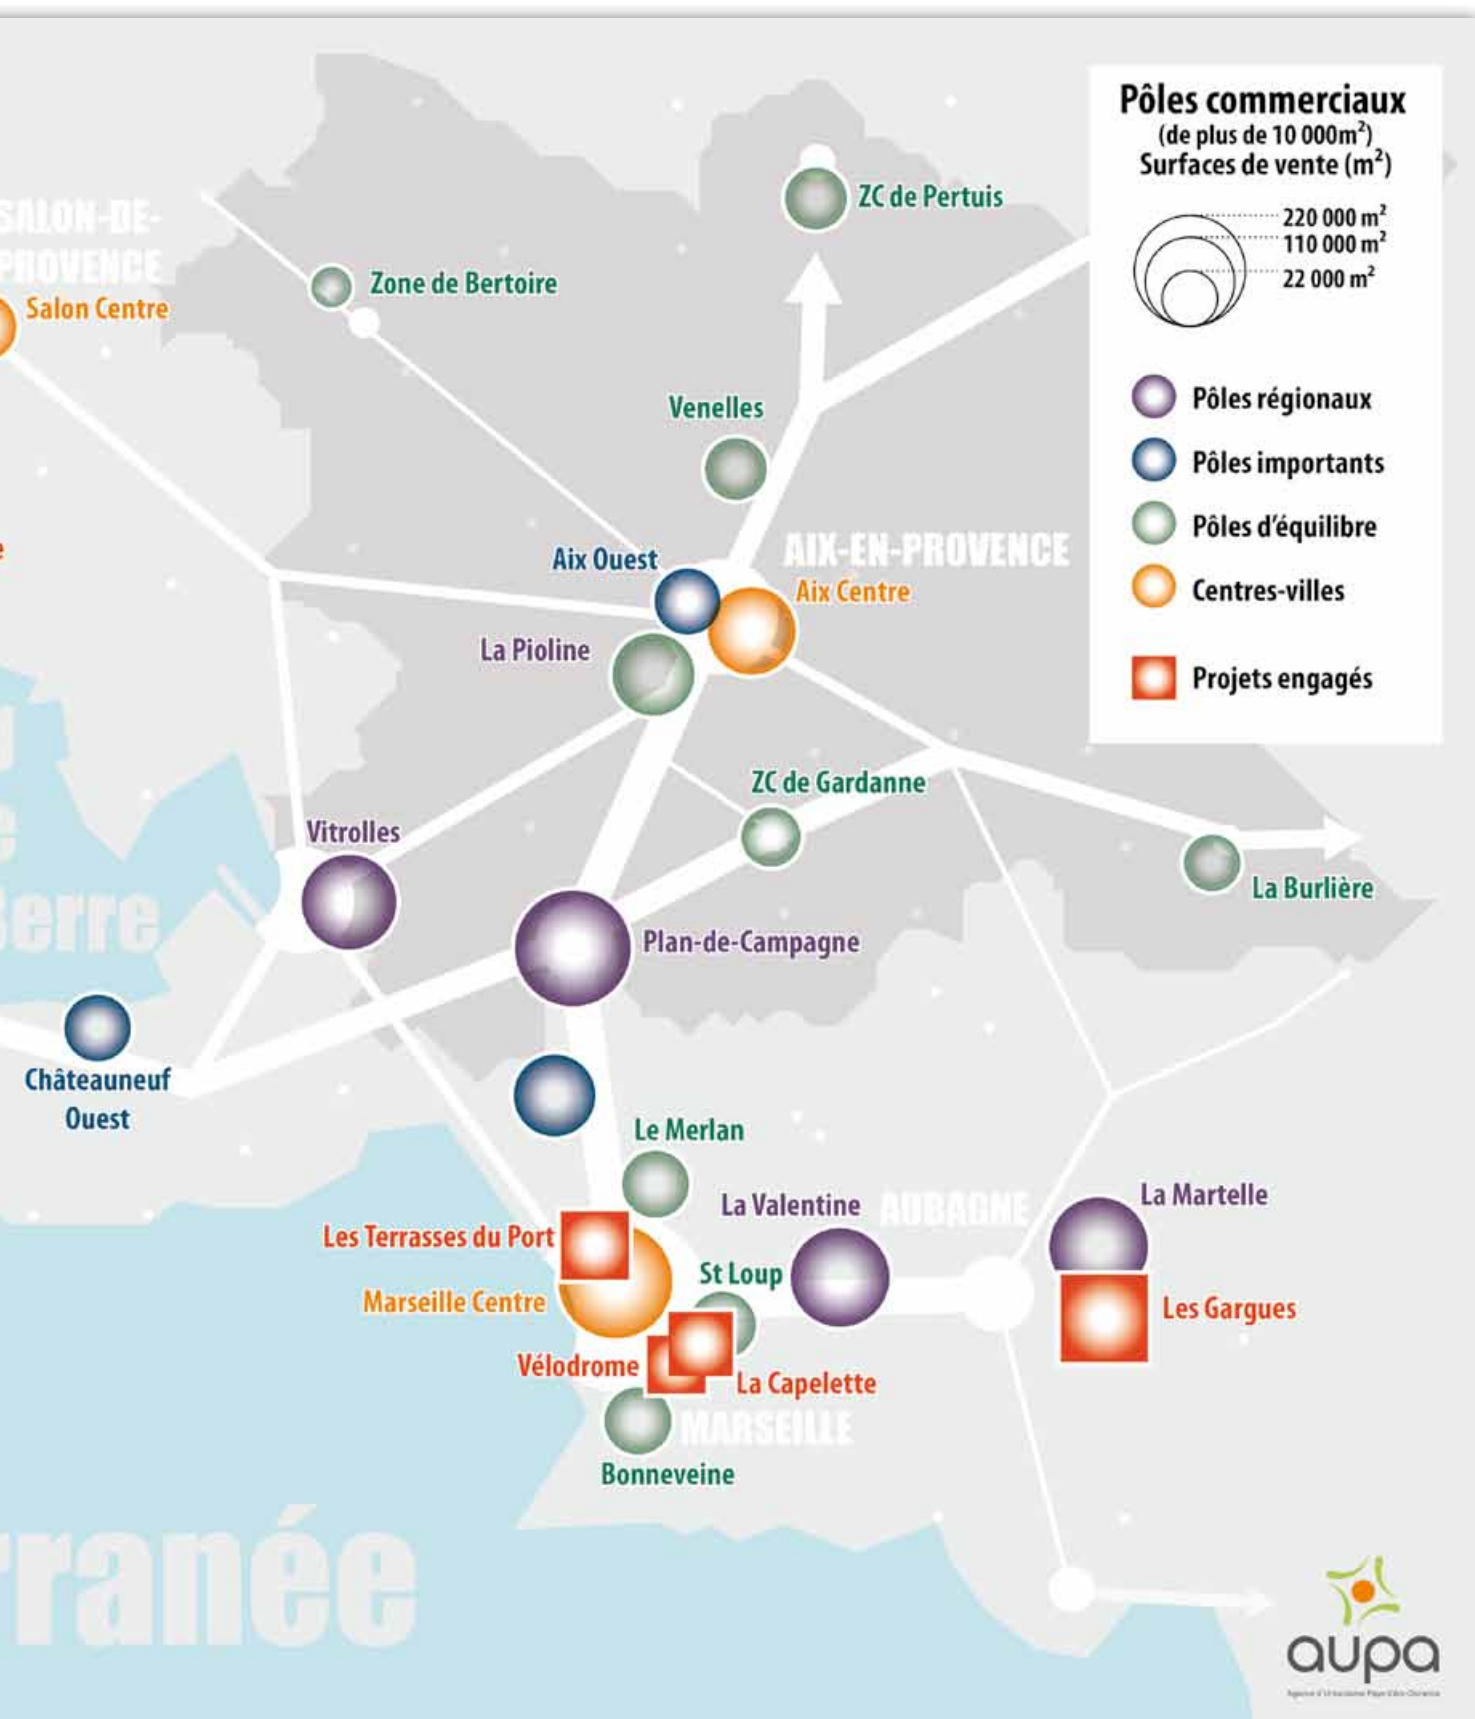 Pôles commerciaux
(de plus de 10 000m²)
Surfaces de vente (m²)
220 000 m²
110 000 m²
22 000 m²
Pôles régionaux
Pôles importants
Pôles d'équilibre
Centres-villes
Projets engagés
ZC de Pertuis
SALON-DE-
PROVENCE
Salon Centre
Zone de Bertoire
Venelles
AIX-EN-PROVENCE
Aix Ouest
Aix Centre
La Pioline
ZC de Gardanne
Vitrolles
La Burlière
Berre
Plan-de-Campagne
Châteauneuf
Ouest
Le Merlan
La Valentine
AUBAGNE
La Martelle
Les Terrasses du Port
St Loup
Marseille Centre
Les Gargues
Vélodrome
La Capelette
MARSEILLE
Bonneveine
rranée
aupa